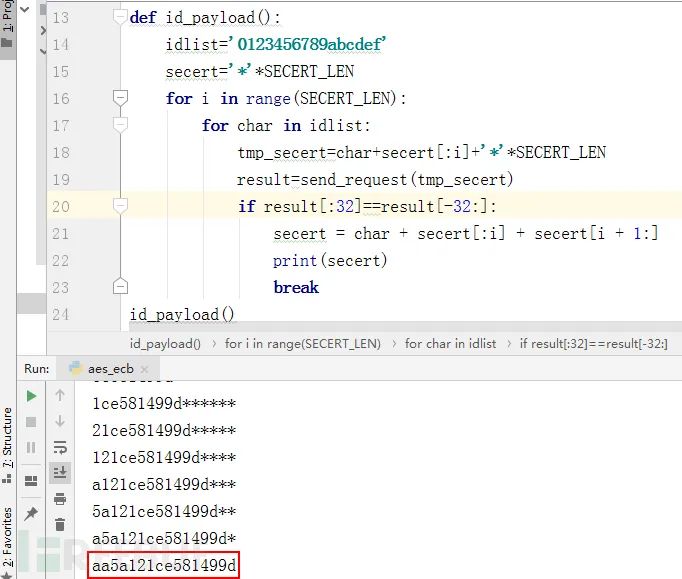 1: Proj
13 def id_payload():
14 idlist='0123456789abcdef'
15 secert='*'*SECERT_LEN
16 for i in range(SECERT_LEN):
17 for char in idlist:
18 tmp_secert=char+secert[:i]+'*'*SECERT_LEN
19 result=send_request(tmp_secert)
20 if result[:32]==result[-32:]:
21 secert = char + secert[:i] + secert[i + 1:]
22 print(secert)
23 break
24 id_payload()
id_payload() › for i in range(SECERT_LEN) › for char in idlist › if result[:32]==result[-32:]
Run: aes_ecb ×
1ce581499d******
21ce581499d*****
121ce581499d****
a121ce581499d***
5a121ce581499d**
a5a121ce581499d*
aa5a121ce581499d
7: Structure
2: Favorites